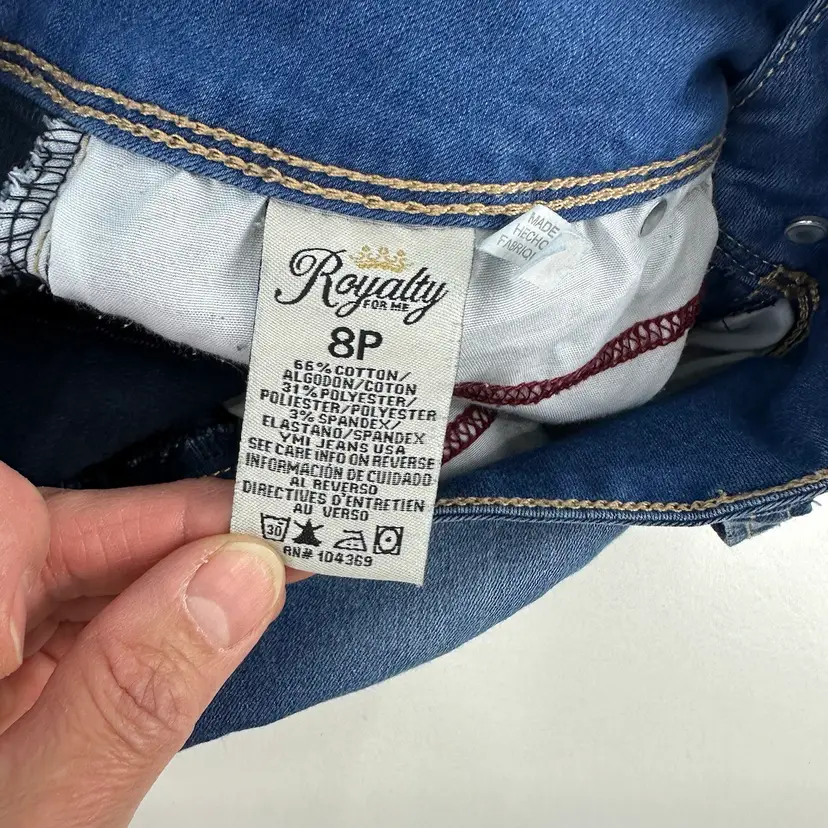 Royalty
FOR ME
8P
66% COTTON/
ALGODON/COTON
31% POLYESTER/
POLIESTER/POLYESTER
3% SPANDEX/
ELASTANO/SPANDEX
YMI JEANS USA
SEE CARE INFO ON REVERSE
INFORMACIÓN DE CUIDADO
AL REVERSO
DIRECTIVES D'ENTRETIEN
AU VERSO
30
RN# 104369
MADE
HECHO